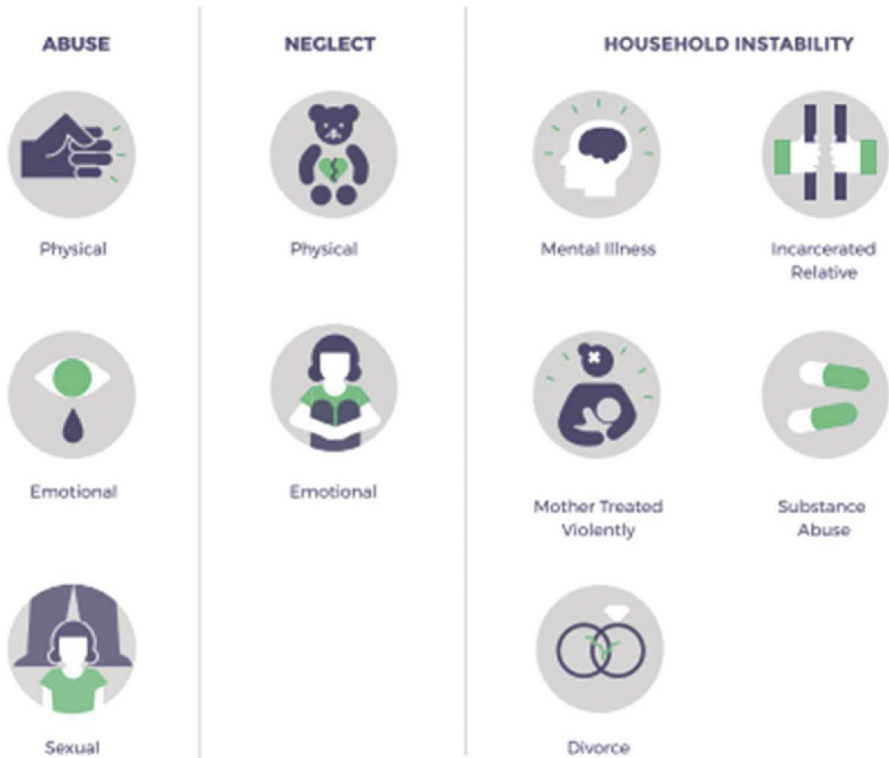 ABUSE
NEGLECT
HOUSEHOLD INSTABILITY
Physical
Physical
Mental Illness
Incarcerated
Relative
Emotional
Emotional
Mother Treated
Violently
Substance
Abuse
Sexual
Divorce